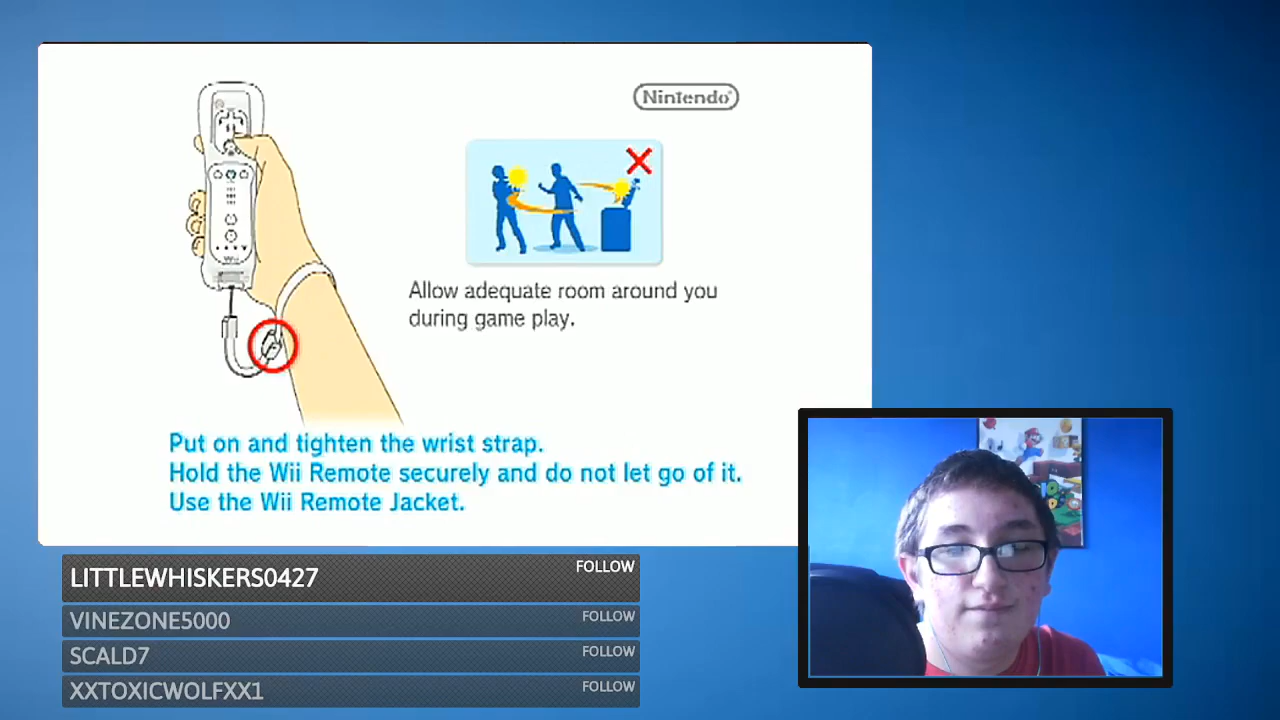 Nintendo®
Wii
Allow adequate room around you
during game play.
Put on and tighten the wrist strap.
Hold the Wii Remote securely and do not let go of it.
Use the Wii Remote Jacket.
LITTLEWHISKERS0427 FOLLOW
VINEZONE5000 FOLLOW
SCALD7 FOLLOW
XXTOXICWOLFXX1 FOLLOW